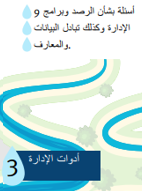 أسئلة بشأن الرصد وبرامج و
الإدارة وكذلك تبادل البيانات
والمعارف.
3 أدوات الإدارة